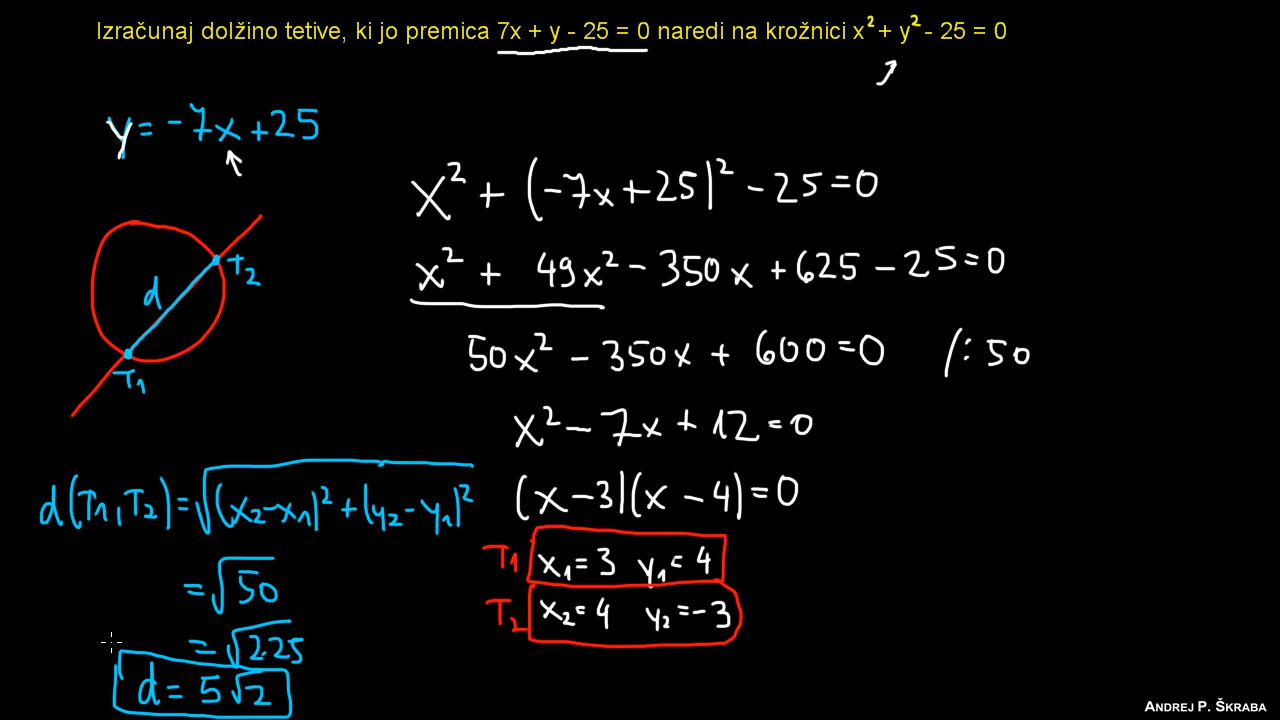 Izračunaj dolžino tetive, ki jo premica 7x + y - 25 = 0 naredi na krožnici x² + y² - 25 = 0
y = -7x + 25
x² + (-7x + 25)² - 25 = 0
x² + 49x² - 350x + 625 - 25 = 0
50x² - 350x + 600 = 0 /: 50
x² - 7x + 12 = 0
(x - 3)(x - 4) = 0
T₁ x₁ = 3 y₁ = 4
T₂ x₂ = 4 y₂ = -3
T₂
d
T₁
d(T₁, T₂) = √(x₂ - x₁)² + (y₂ - y₁)²
= √50
= √2·25
d = 5√2
ANDREJ P. ŠKRABA